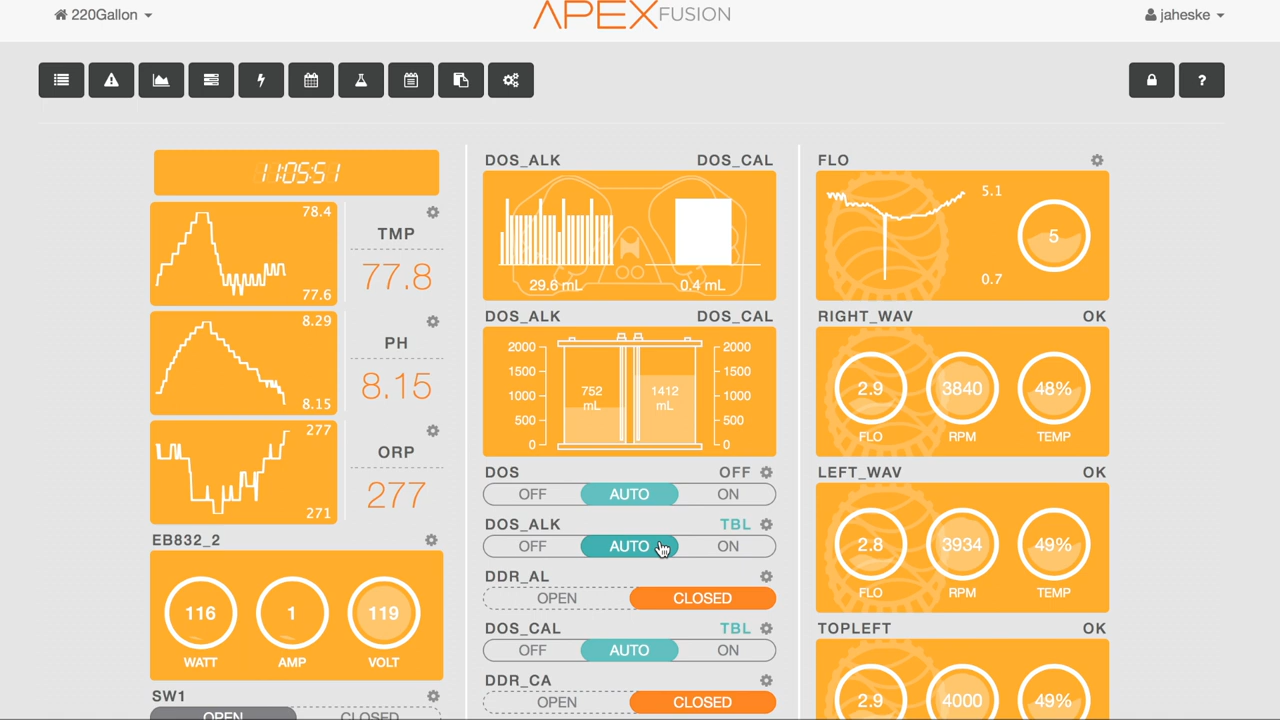 220Gallon
APEX FUSION
jaheske
?
11:05:51
78.4
77.6
TMP
77.8
8.29
8.15
PH
8.15
277
271
ORP
277
EB832_2
116
1
119
WATT
AMP
VOLT
SW1
OPEN
CLOSED
DOS_ALK
DOS_CAL
29.6 mL
0.4 mL
DOS_ALK
DOS_CAL
2000
1500
1000
500
0
752
mL
1412
mL
2000
1500
1000
500
0
DOS
OFF
OFF
AUTO
ON
DOS_ALK
TBL
OFF
AUTO
ON
DDR_AL
OPEN
CLOSED
DOS_CAL
TBL
OFF
AUTO
ON
DDR_CA
OPEN
CLOSED
FLO
5.1
0.7
5
RIGHT_WAV
OK
2.9
3840
48%
FLO
RPM
TEMP
LEFT_WAV
OK
2.8
3934
49%
FLO
RPM
TEMP
TOPLEFT
OK
2.9
4000
49%